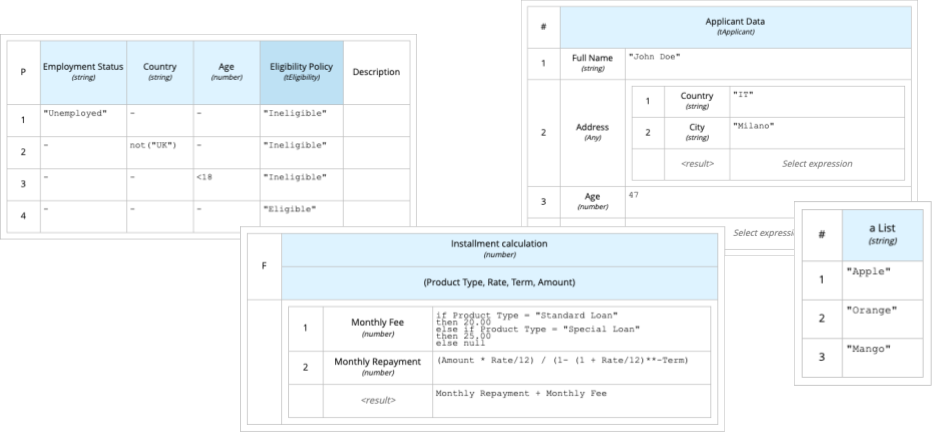 P
Employment Status
(string)
Country
(string)
Age
(number)
Eligibility Policy
(tEligibility)
Description
1
"Unemployed"
-
-
"Ineligible"
2
-
not("UK")
-
"Ineligible"
3
-
-
<18
"Ineligible"
4
-
-
-
"Eligible"
#
Applicant Data
(tApplicant)
1
Full Name
(string)
"John Doe"
2
Address
(Any)
1
Country
(string)
"IT"
2
City
(string)
"Milano"
<result>
Select expression
3
Age
(number)
47
Select expressi
F
Installment calculation
(number)
(Product Type, Rate, Term, Amount)
1
Monthly Fee
(number)
if Product Type = "Standard Loan"
then 20.00
else if Product Type = "Special Loan"
then 25.00
else null
2
Monthly Repayment
(number)
(Amount * Rate/12) / (1- (1 + Rate/12)**-Term)
<result>
Monthly Repayment + Monthly Fee
#
a List
(string)
1
"Apple"
2
"Orange"
3
"Mango"